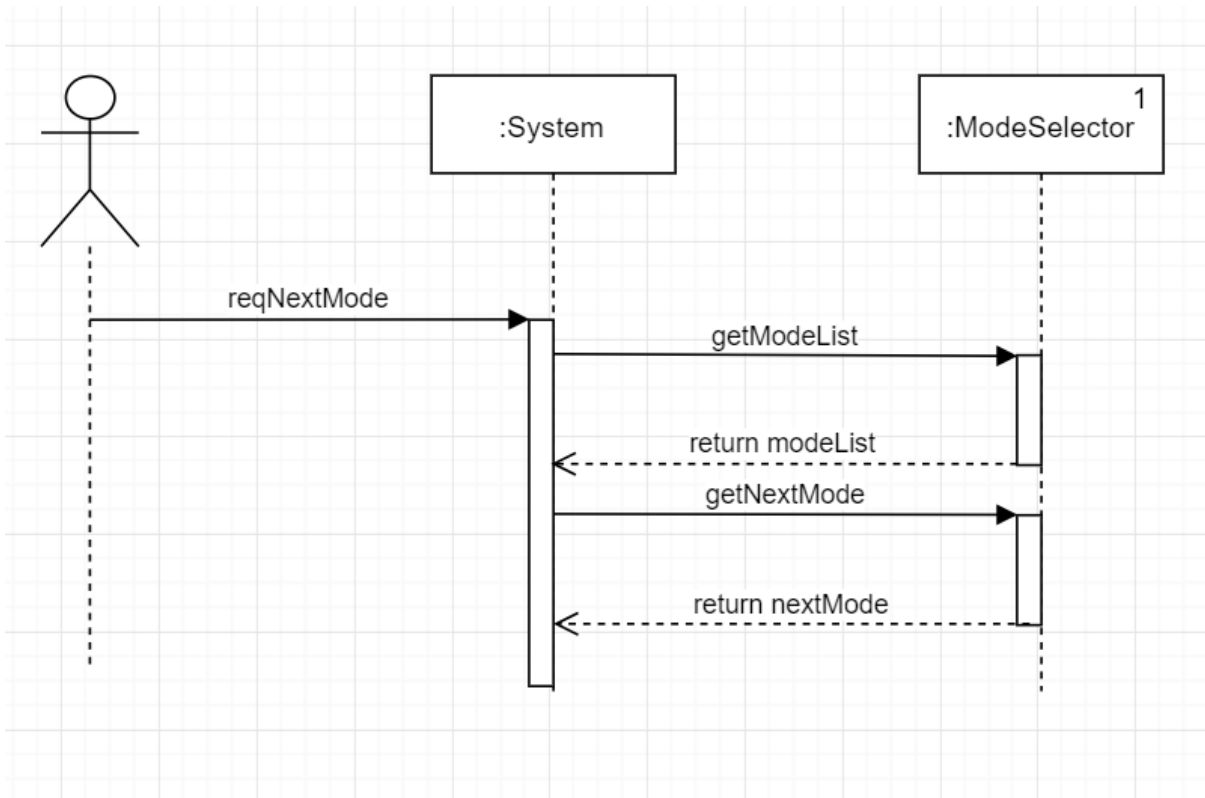 :System
1
:ModeSelector
reqNextMode
getModeList
return modeList
getNextMode
return nextMode